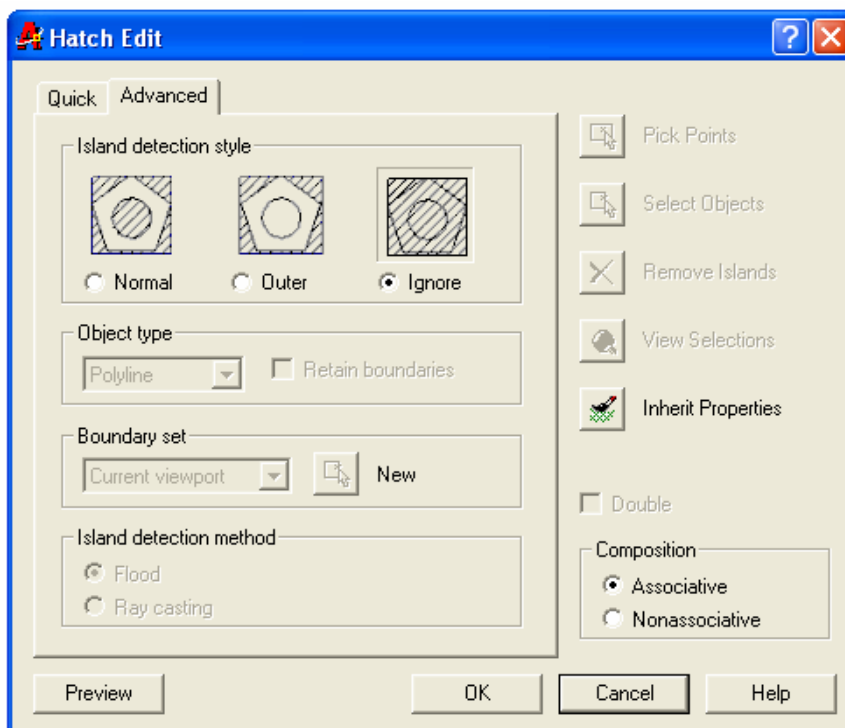 Hatch Edit
Quick
Advanced
Island detection style
Normal
Outer
Ignore
Object type
Polyline
Retain boundaries
Boundary set
Current viewport
New
Island detection method
Flood
Ray casting
Pick Points
Select Objects
Remove Islands
View Selections
Inherit Properties
Double
Composition
Associative
Nonassociative
Preview
OK
Cancel
Help